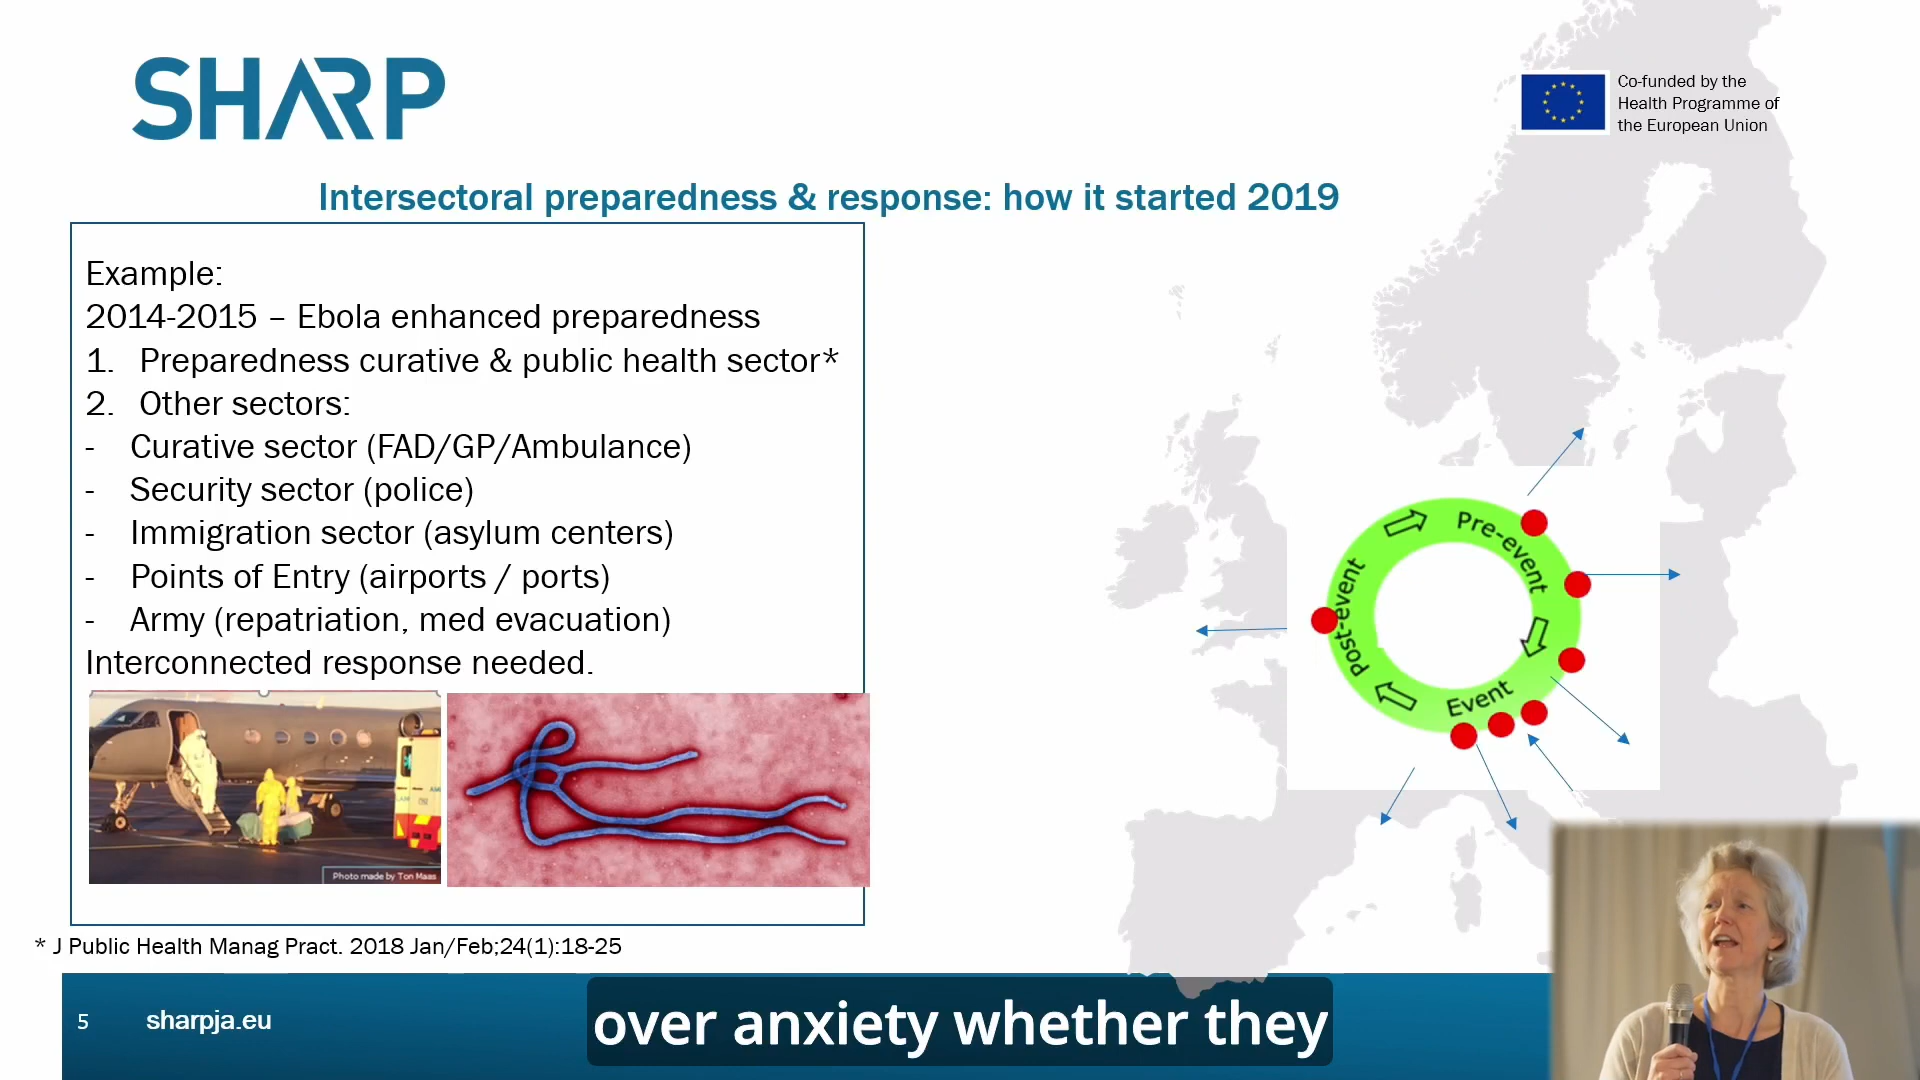 SHARP
Co-funded by the
Health Programme of
the European Union
Intersectoral preparedness & response: how it started 2019
Example:
2014-2015 – Ebola enhanced preparedness
1. Preparedness curative & public health sector*
2. Other sectors:
- Curative sector (FAD/GP/Ambulance)
- Security sector (police)
- Immigration sector (asylum centers)
- Points of Entry (airports / ports)
- Army (repatriation, med evacuation)
Interconnected response needed.
Photo made by Ton Maas
Pre-event
Event
Post-event
* J Public Health Manag Pract. 2018 Jan/Feb;24(1):18-25
5 sharpja.eu
over anxiety whether they